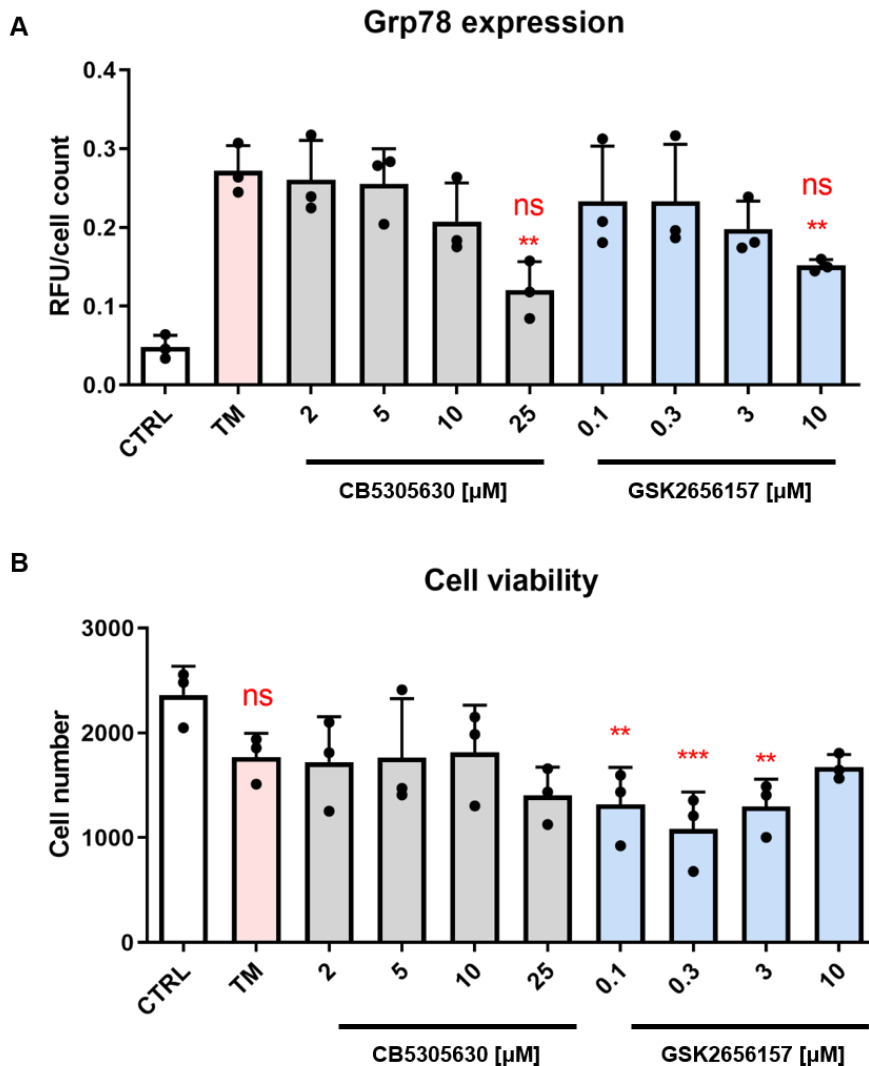 A
Grp78 expression
RFU/cell count
0.4
0.3
0.2
0.1
0.0
ns
**
ns
**
CTRL TM 2 5 10 25 0.1 0.3 3 10
CB5305630 [µM] GSK2656157 [µM]
B
Cell viability
Cell number
3000
2000
1000
0
ns
**
***
**
CTRL TM 2 5 10 25 0.1 0.3 3 10
CB5305630 [µM] GSK2656157 [µM]